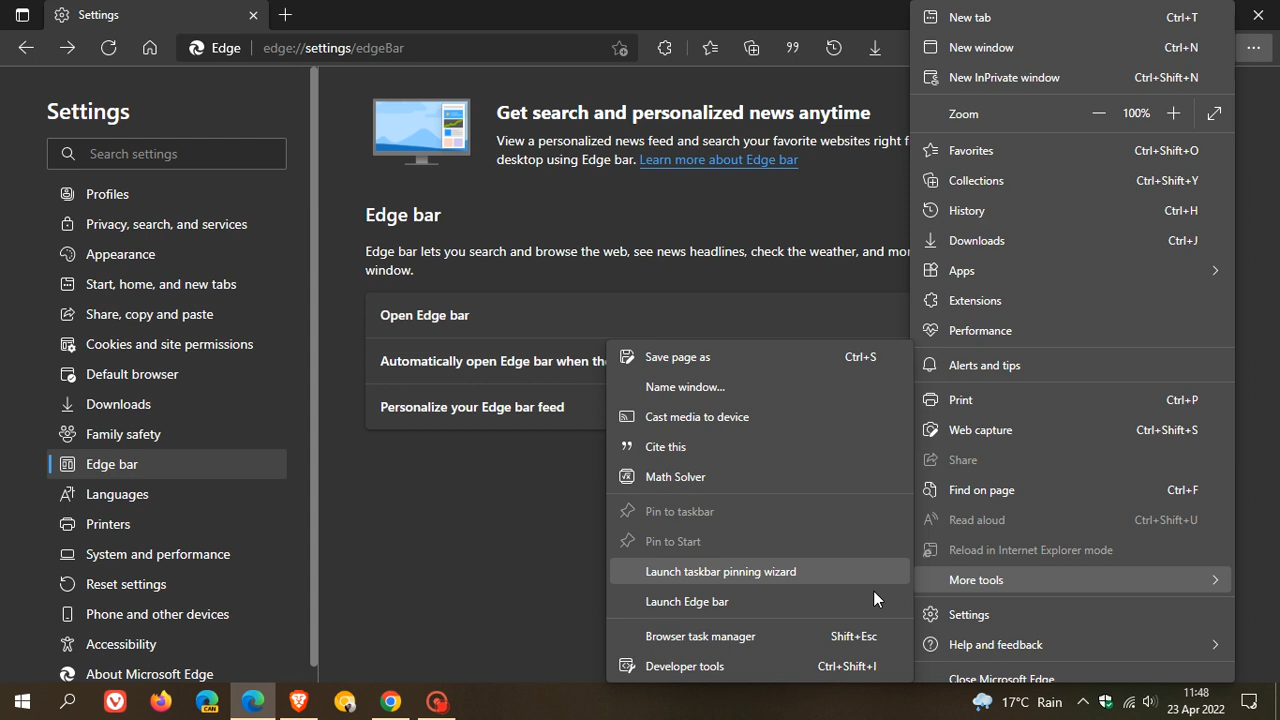 Settings
Edge
edge://settings/edgeBar
Settings
Search settings
Profiles
Privacy, search, and services
Appearance
Start, home, and new tabs
Share, copy and paste
Cookies and site permissions
Default browser
Downloads
Family safety
Edge bar
Languages
Printers
System and performance
Reset settings
Phone and other devices
Accessibility
About Microsoft Edge
Get search and personalized news anytime
View a personalized news feed and search your favorite websites right f
desktop using Edge bar. Learn more about Edge bar
Edge bar
Edge bar lets you search and browse the web, see news headlines, check the weather, and mor
window.
Open Edge bar
Automatically open Edge bar when the
Personalize your Edge bar feed
Save page as Ctrl+S
Name window...
Cast media to device
Cite this
Math Solver
Pin to taskbar
Pin to Start
Launch taskbar pinning wizard
Launch Edge bar
Browser task manager Shift+Esc
Developer tools Ctrl+Shift+I
New tab Ctrl+T
New window Ctrl+N
New InPrivate window Ctrl+Shift+N
Zoom 100%
Favorites Ctrl+Shift+O
Collections Ctrl+Shift+Y
History Ctrl+H
Downloads Ctrl+J
Apps
Extensions
Performance
Alerts and tips
Print Ctrl+P
Web capture Ctrl+Shift+S
Share
Find on page Ctrl+F
Read aloud Ctrl+Shift+U
Reload in Internet Explorer mode
More tools
Settings
Help and feedback
Close Microsoft Edge
CAN
17°C Rain
11:48
23 Apr 2022